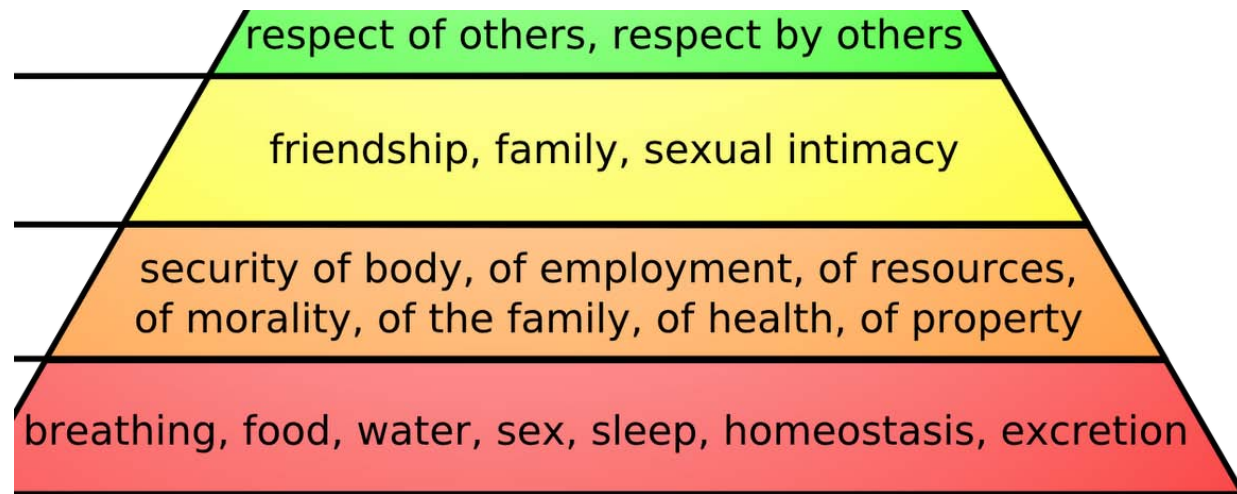 respect of others, respect by others
friendship, family, sexual intimacy
security of body, of employment, of resources,
of morality, of the family, of health, of property
breathing, food, water, sex, sleep, homeostasis, excretion